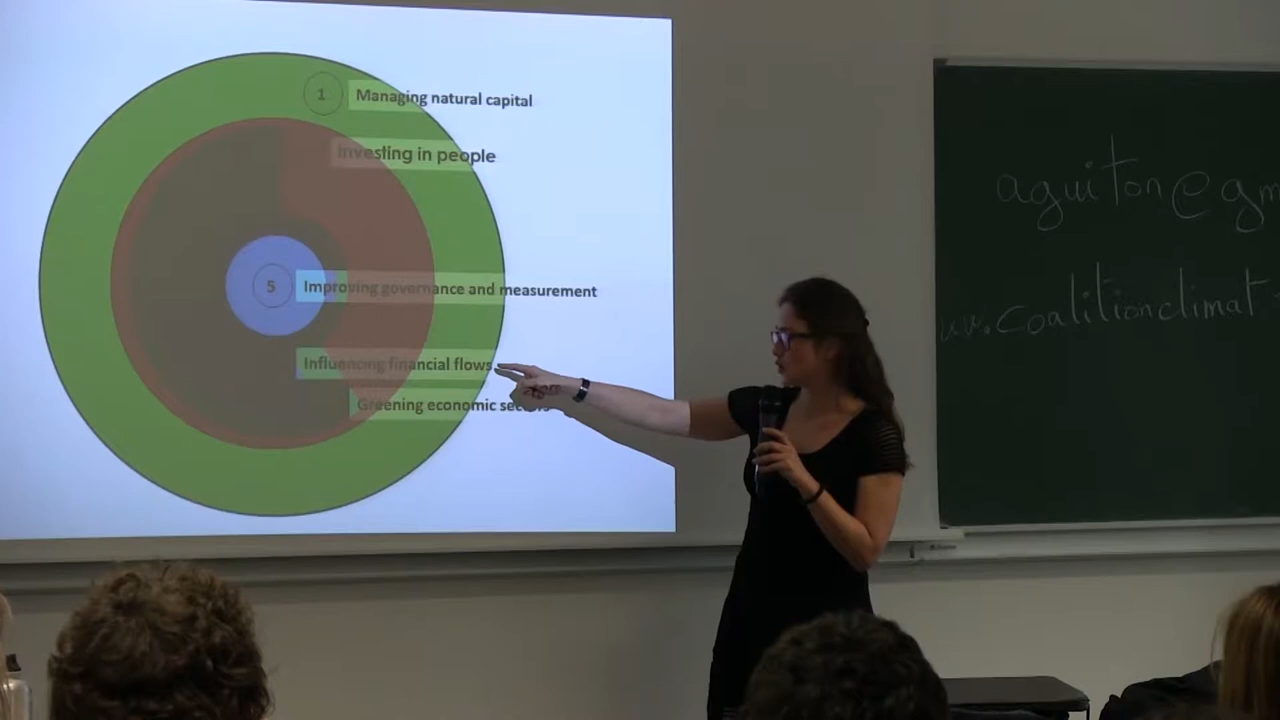 1 Managing natural capital
Investing in people
5 Improving governance and measurement
Influencing financial flows
Greening economic
aguiton@gm
coalitionclimat